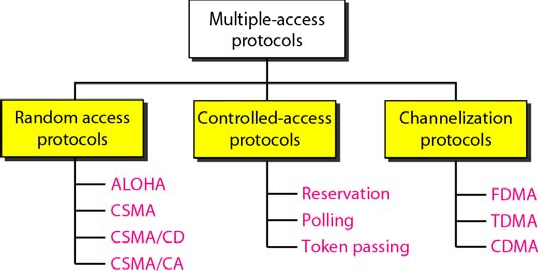 Multiple-access
protocols
Random access
protocols
Controlled-access
protocols
Channelization
protocols
ALOHA
CSMA
CSMA/CD
CSMA/CA
Reservation
Polling
Token passing
FDMA
TDMA
CDMA